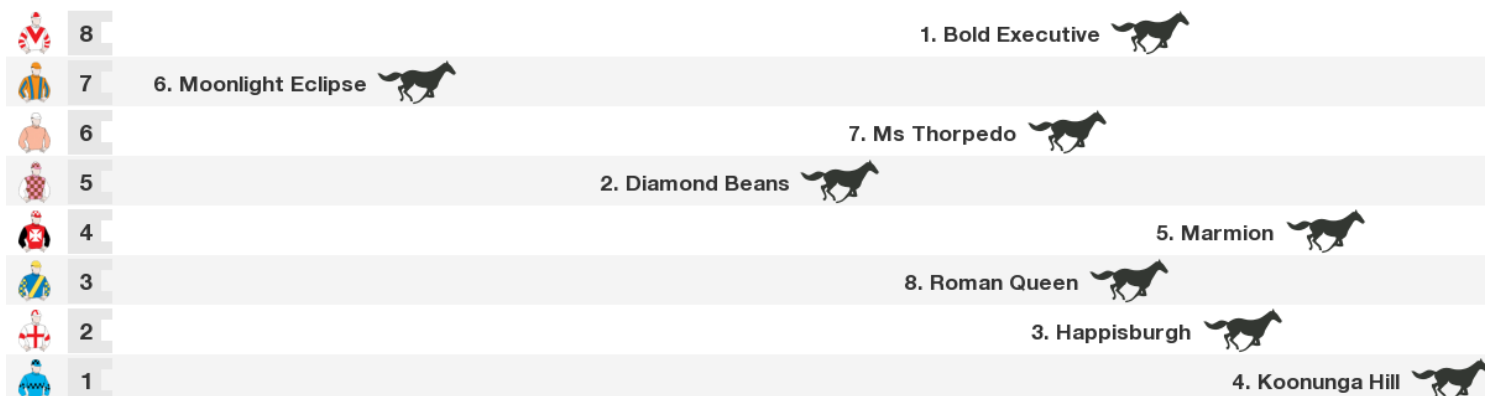 8 1. Bold Executive
7 6. Moonlight Eclipse
6 7. Ms Thorpedo
5 2. Diamond Beans
4 5. Marmion
3 8. Roman Queen
2 3. Happisburgh
1 4. Koonunga Hill